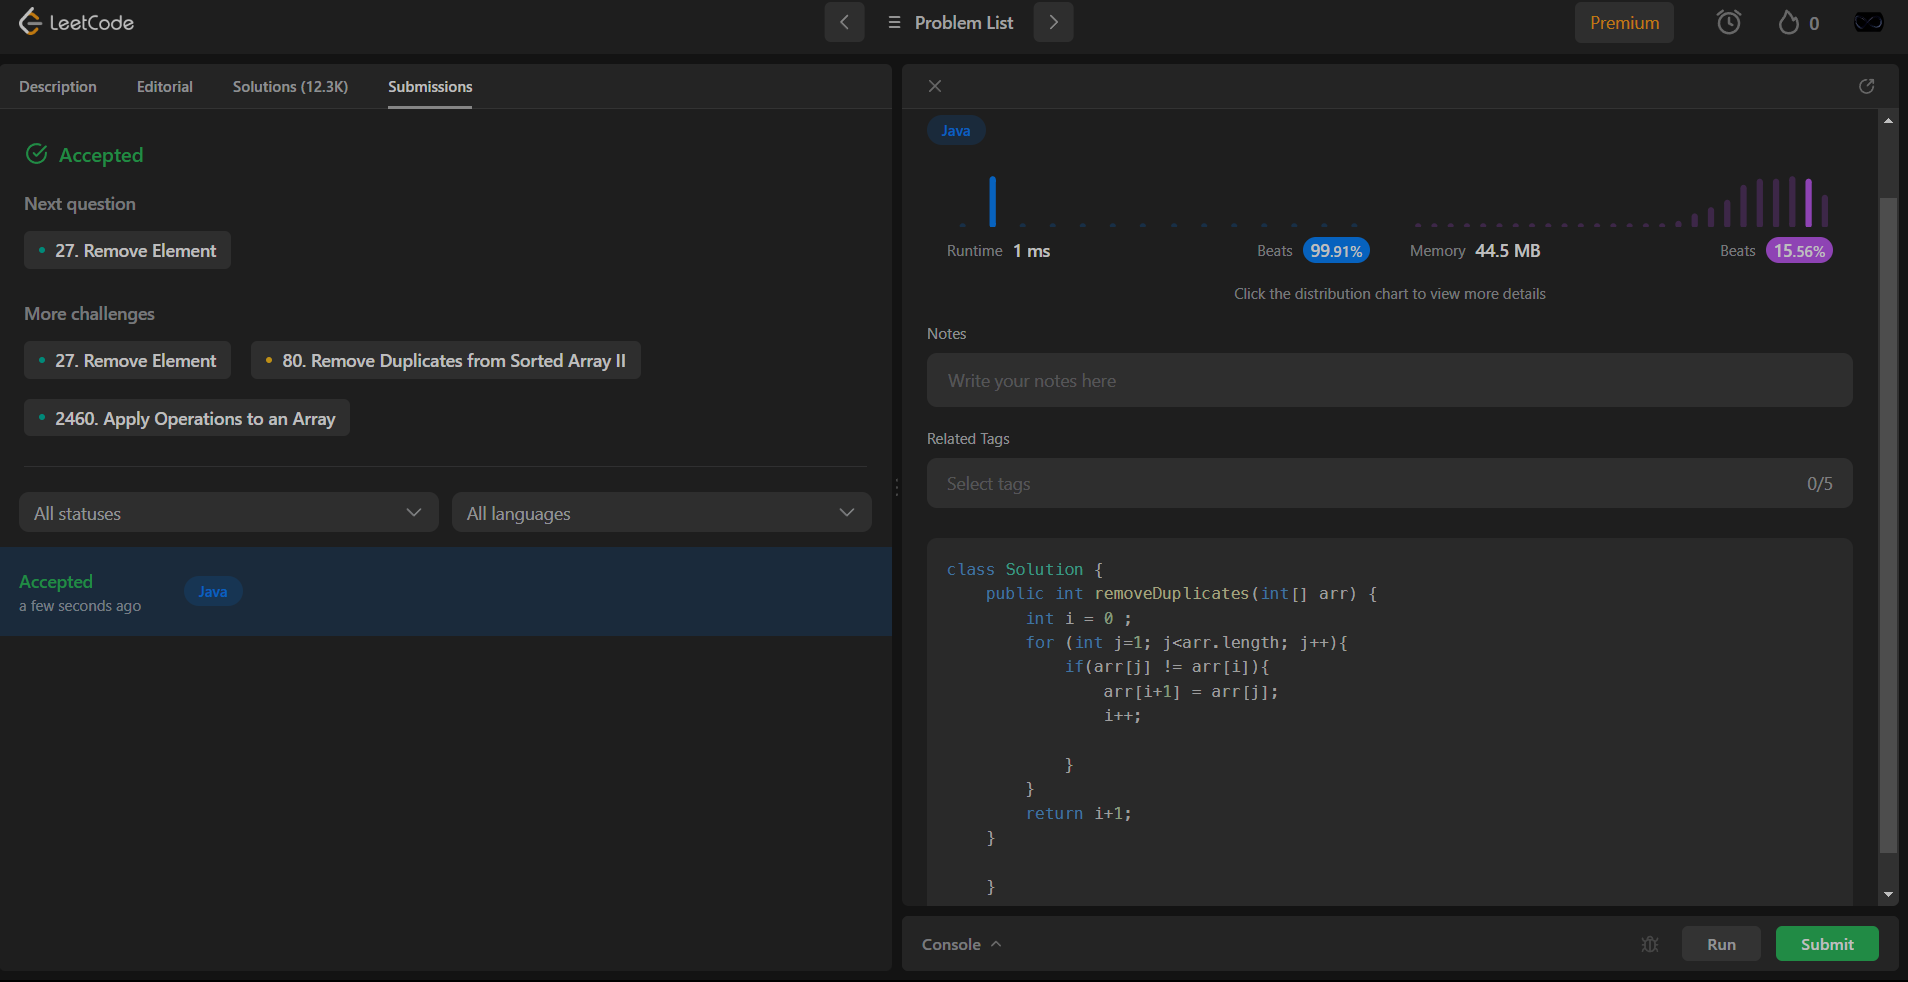 LeetCode
Problem List
Premium
0
Description Editorial Solutions (12.3K) Submissions
Accepted
Next question
27. Remove Element
More challenges
27. Remove Element
80. Remove Duplicates from Sorted Array II
2460. Apply Operations to an Array
All statuses
All languages
Accepted
a few seconds ago
Java
Java
Runtime 1 ms
Beats 99.91%
Memory 44.5 MB
Beats 15.56%
Click the distribution chart to view more details
Notes
Write your notes here
Related Tags
Select tags
0/5
class Solution {
    public int removeDuplicates(int[] arr) {
        int i = 0 ;
        for (int j=1; j<arr.length; j++){
            if(arr[j] != arr[i]){
                arr[i+1] = arr[j];
                i++;
            }
        }
        return i+1;
    }
    }
Console
Run
Submit